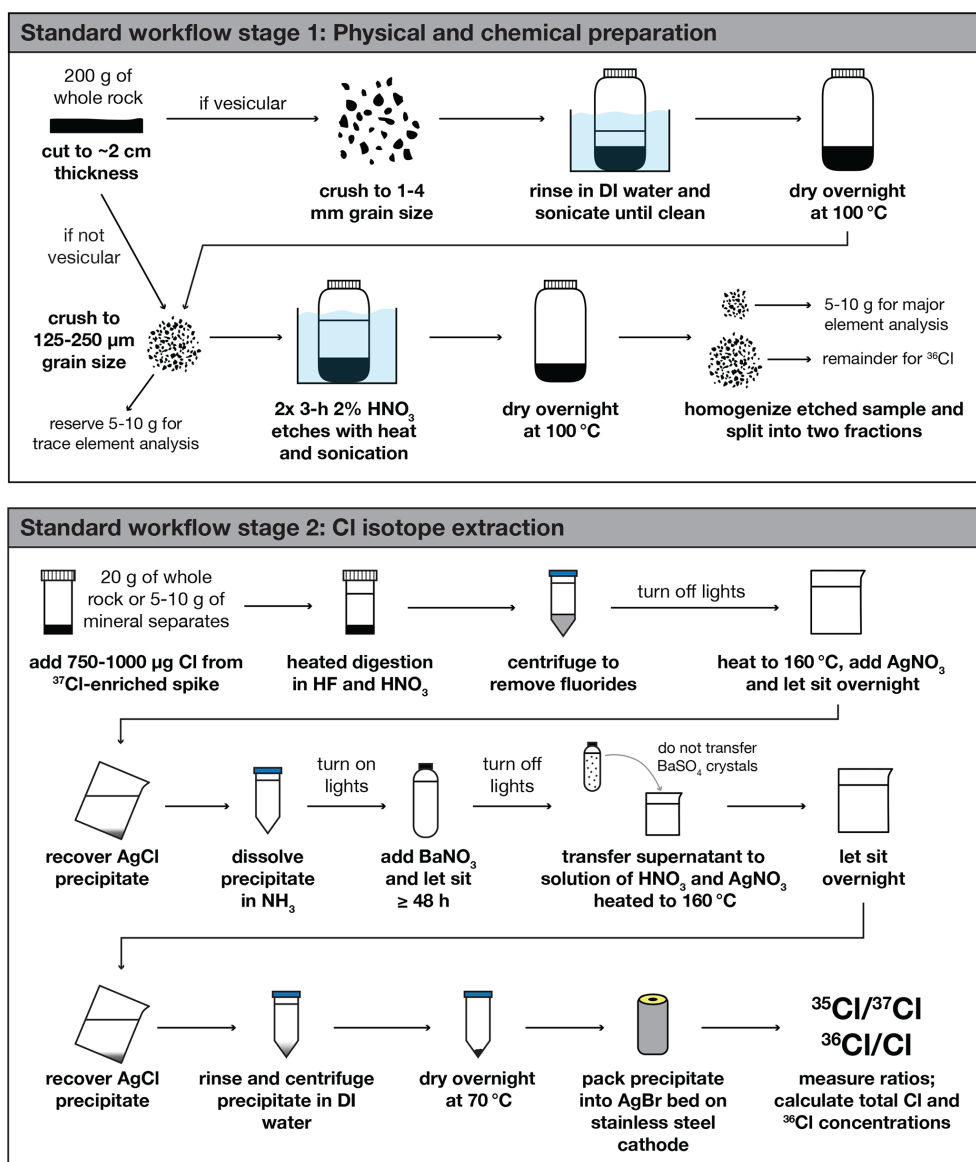 Standard workflow stage 1: Physical and chemical preparation
200 g of
whole rock
cut to ~2 cm
thickness
if vesicular
crush to 1-4
mm grain size
rinse in DI water and
sonicate until clean
dry overnight
at 100 °C
if not
vesicular
crush to
125-250 µm
grain size
reserve 5-10 g for
trace element analysis
2x 3-h 2% HNO₃
etches with heat
and sonication
dry overnight
at 100 °C
5-10 g for major
element analysis
remainder for ³⁶Cl
homogenize etched sample and
split into two fractions
Standard workflow stage 2: Cl isotope extraction
20 g of whole
rock or 5-10 g of
mineral separates
add 750-1000 µg Cl from
³⁷Cl-enriched spike
heated digestion
in HF and HNO₃
centrifuge to
remove fluorides
turn off lights
heat to 160 °C, add AgNO₃
and let sit overnight
recover AgCl
precipitate
dissolve
precipitate
in NH₃
turn on
lights
add BaNO₃
and let sit
≥ 48 h
turn off
lights
do not transfer
BaSO₄ crystals
transfer supernatant to
solution of HNO₃ and AgNO₃
heated to 160 °C
let sit
overnight
recover AgCl
precipitate
rinse and centrifuge
precipitate in DI
water
dry overnight
at 70 °C
pack precipitate
into AgBr bed on
stainless steel
cathode
³⁵Cl/³⁷Cl
³⁶Cl/Cl
measure ratios;
calculate total Cl and
³⁶Cl concentrations